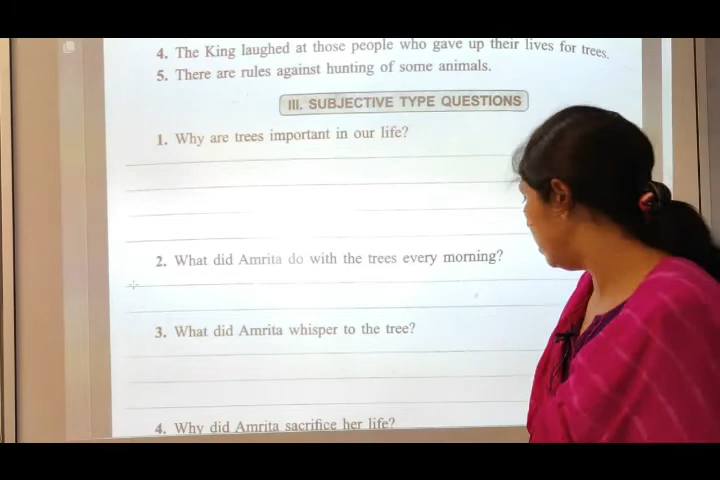 4. The King laughed at those people who gave up their lives for trees.
5. There are rules against hunting of some animals.
III. SUBJECTIVE TYPE QUESTIONS
1. Why are trees important in our life?
2. What did Amrita do with the trees every morning?
3. What did Amrita whisper to the tree?
4. Why did Amrita sacrifice her life?